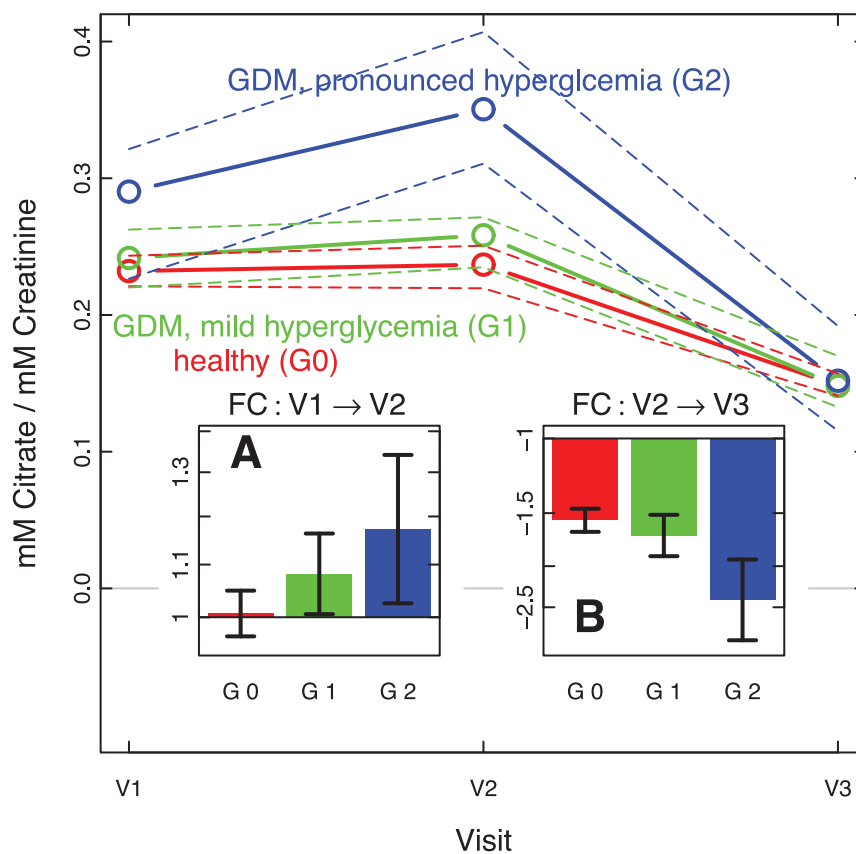 0.4
GDM, pronounced hyperglcemia (G2)
0.3
0.2
GDM, mild hyperglycemia (G1)
healthy (G0)
0.1
0.0
mM Citrate / mM Creatinine
FC : V1 → V2
A
1.3
1.1
1
G 0 G 1 G 2
FC : V2 → V3
−1
−1.5
−2.5
B
G 0 G 1 G 2
V1 V2 V3
Visit